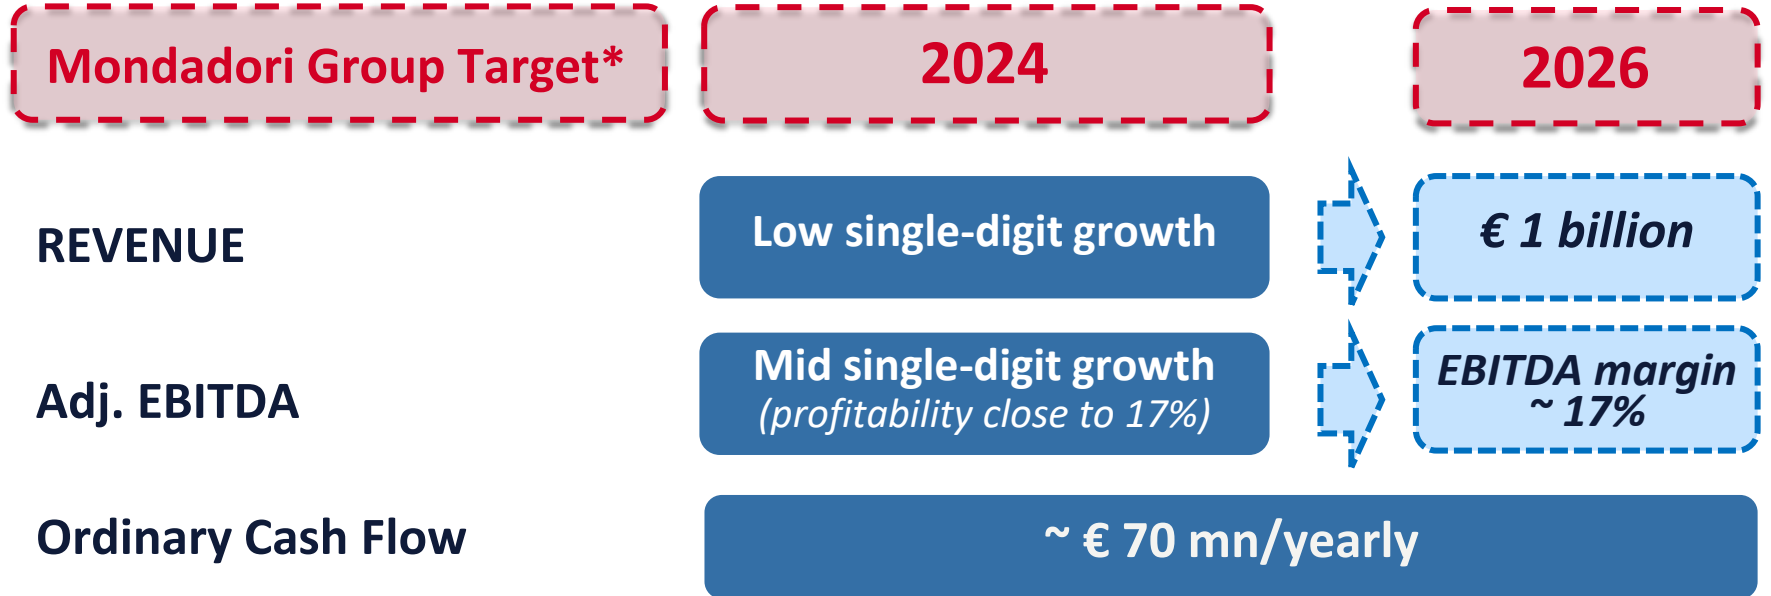 Mondadori Group Target*
2024
2026
REVENUE
Low single-digit growth
€ 1 billion
Adj. EBITDA
Mid single-digit growth
(profitability close to 17%)
EBITDA margin
~ 17%
Ordinary Cash Flow
~ € 70 mn/yearly